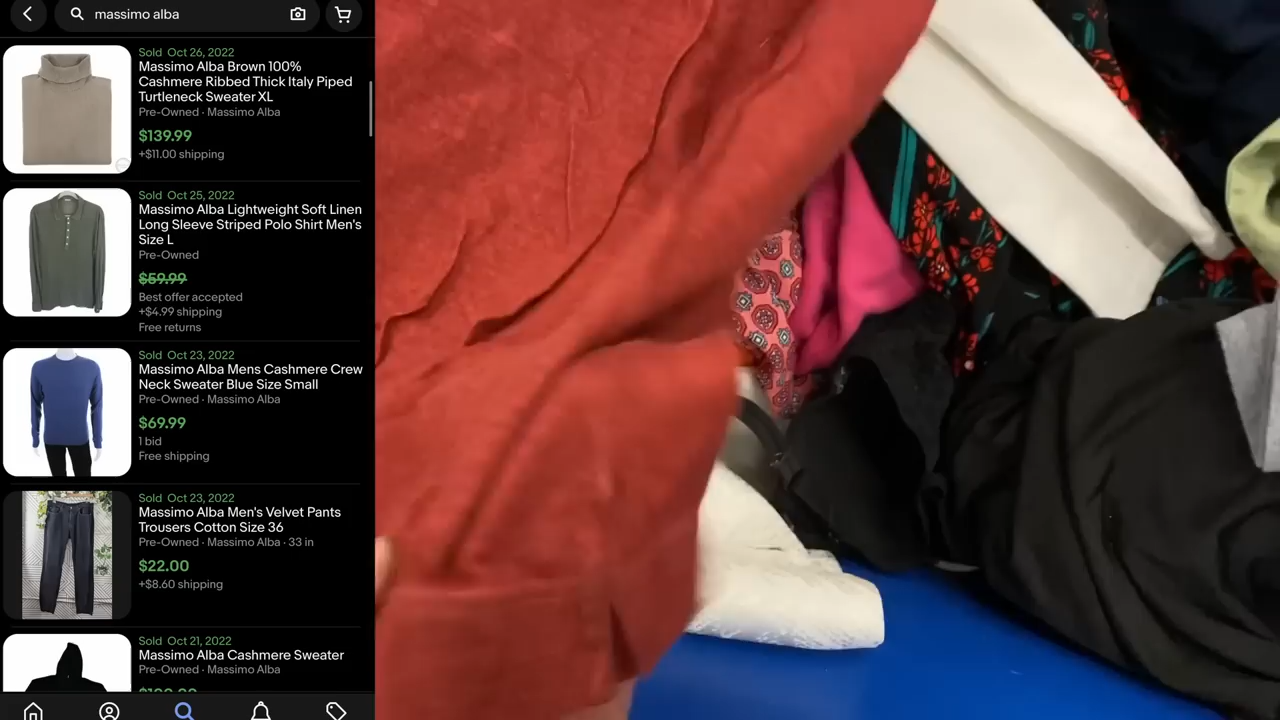 massimo alba
Sold Oct 26, 2022
Massimo Alba Brown 100%
Cashmere Ribbed Thick Italy Piped
Turtleneck Sweater XL
Pre-Owned · Massimo Alba
$139.99
+$11.00 shipping
Sold Oct 25, 2022
Massimo Alba Lightweight Soft Linen
Long Sleeve Striped Polo Shirt Men's
Size L
Pre-Owned
$59.99
Best offer accepted
+$4.99 shipping
Free returns
Sold Oct 23, 2022
Massimo Alba Mens Cashmere Crew
Neck Sweater Blue Size Small
Pre-Owned · Massimo Alba
$69.99
1 bid
Free shipping
Sold Oct 23, 2022
Massimo Alba Men's Velvet Pants
Trousers Cotton Size 36
Pre-Owned · Massimo Alba · 33 in
$22.00
+$8.60 shipping
Sold Oct 21, 2022
Massimo Alba Cashmere Sweater
Pre-Owned · Massimo Alba